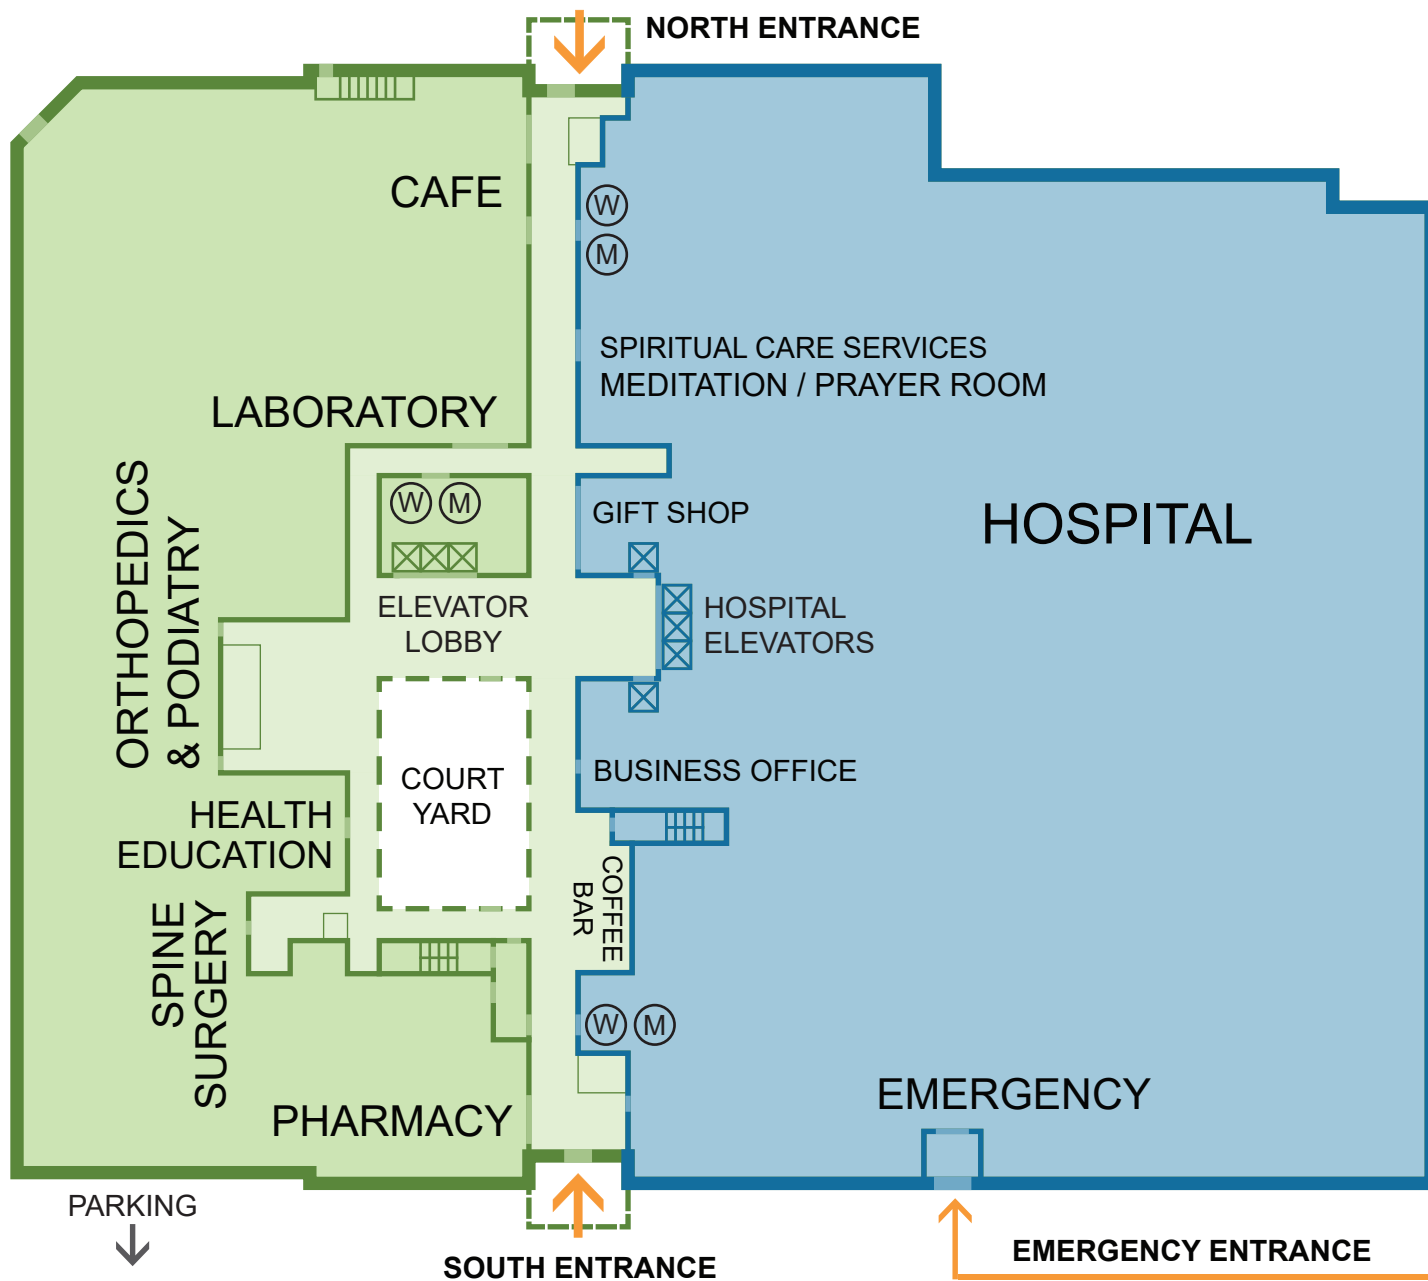 NORTH ENTRANCE
CAFE
W
M
SPIRITUAL CARE SERVICES
MEDITATION / PRAYER ROOM
LABORATORY
ORTHOPEDICS
& PODIATRY
W M
GIFT SHOP
HOSPITAL
ELEVATOR
LOBBY
HOSPITAL
ELEVATORS
COURT
YARD
BUSINESS OFFICE
HEALTH
EDUCATION
COFFEE
BAR
SPINE
SURGERY
W M
PHARMACY
EMERGENCY
PARKING
SOUTH ENTRANCE
EMERGENCY ENTRANCE